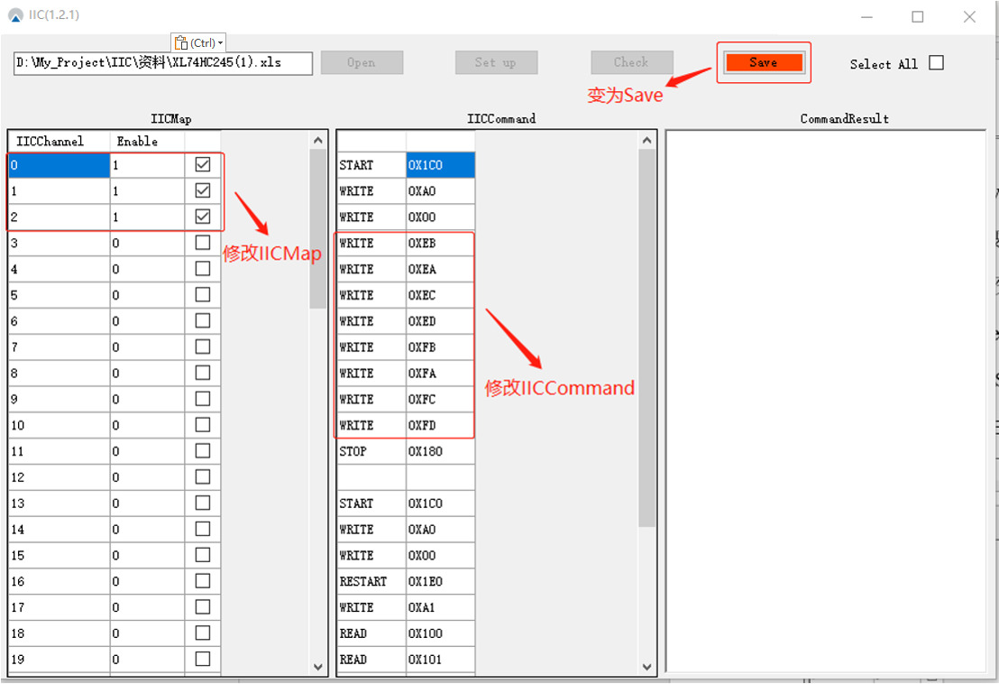 IIC(1.2.1)
(Ctrl)
D:\My_Project\IIC\资料\XL74HC245(1).xls
Open
Set up
Check
Save
Select All
变为Save
IICMap
IICCommand
CommandResult
IICChannel Enable
0 1
1 1
2 1
3 0
4 0
5 0
6 0
7 0
8 0
9 0
10 0
11 0
12 0
13 0
14 0
15 0
16 0
17 0
18 0
19 0
修改IICMap
START 0X1C0
WRITE 0XA0
WRITE 0X00
WRITE 0XEB
WRITE 0XEA
WRITE 0XEC
WRITE 0XED
WRITE 0XFB
WRITE 0XFA
WRITE 0XFC
WRITE 0XFD
STOP 0X180
START 0X1C0
WRITE 0XA0
WRITE 0X00
RESTART 0X1E0
WRITE 0XA1
READ 0X100
READ 0X101
修改IICCommand